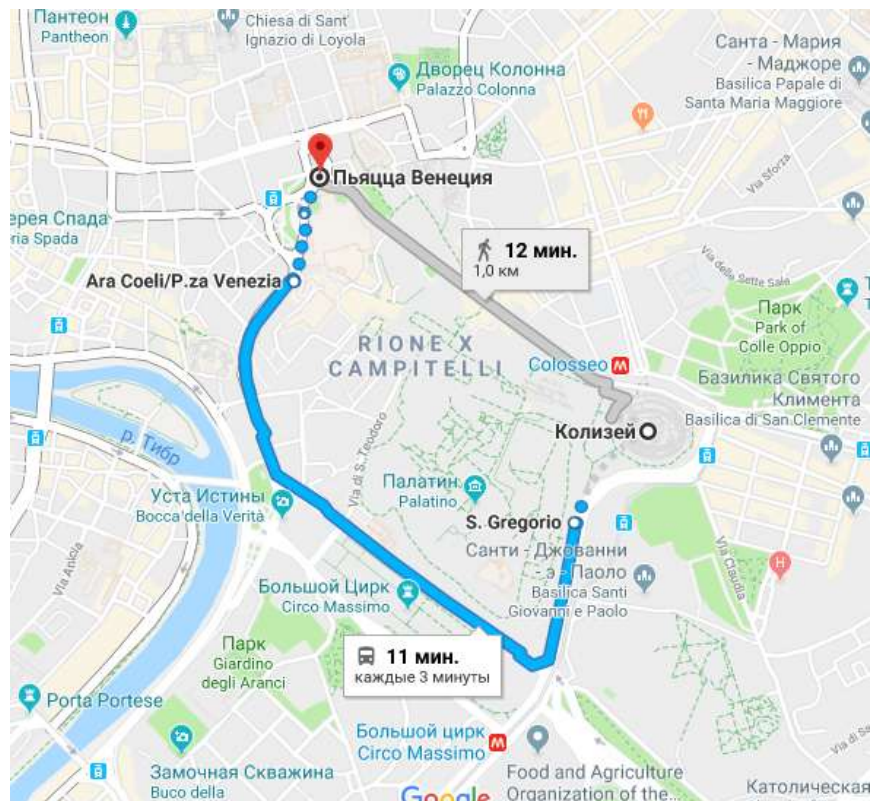 Пантеон
Pantheon
Chiesa di Sant'
Ignazio di Loyola
Дворец Колонна
Palazzo Colonna
Санта - Мария
- Маджоре
Basilica Papale di
Santa Maria Maggiore
Пьяцца Венеция
Via Sforza
ерея Спада
ria Spada
12 мин.
1,0 км
Via delle Sette Sale
Ara Coeli/P.za Venezia
Парк
Park of
Colle Oppio
RIONE X
CAMPITELLI
Colosseo
M
Базилика Святого
Климента
Basilica di San Clemente
Колизей
р. Тибр
Via di S. Teodoro
Палатин
Palatino
Уста Истины
Bocca della Verità
S. Gregorio
Санти - Джованни
- э - Паоло
Basilica Santi
Giovanni e Paolo
Via Claudia
H
Via Anicia
Большой Цирк
Circo Massimo
Парк
Giardino
degli Aranci
11 мин.
каждые 3 минуты
Porta Portese
Большой цирк
Circo Massimo
M
Via di Sa
Замочная Скважина
Buco della
Food and Agriculture
Organization of the...
Google
Католическая